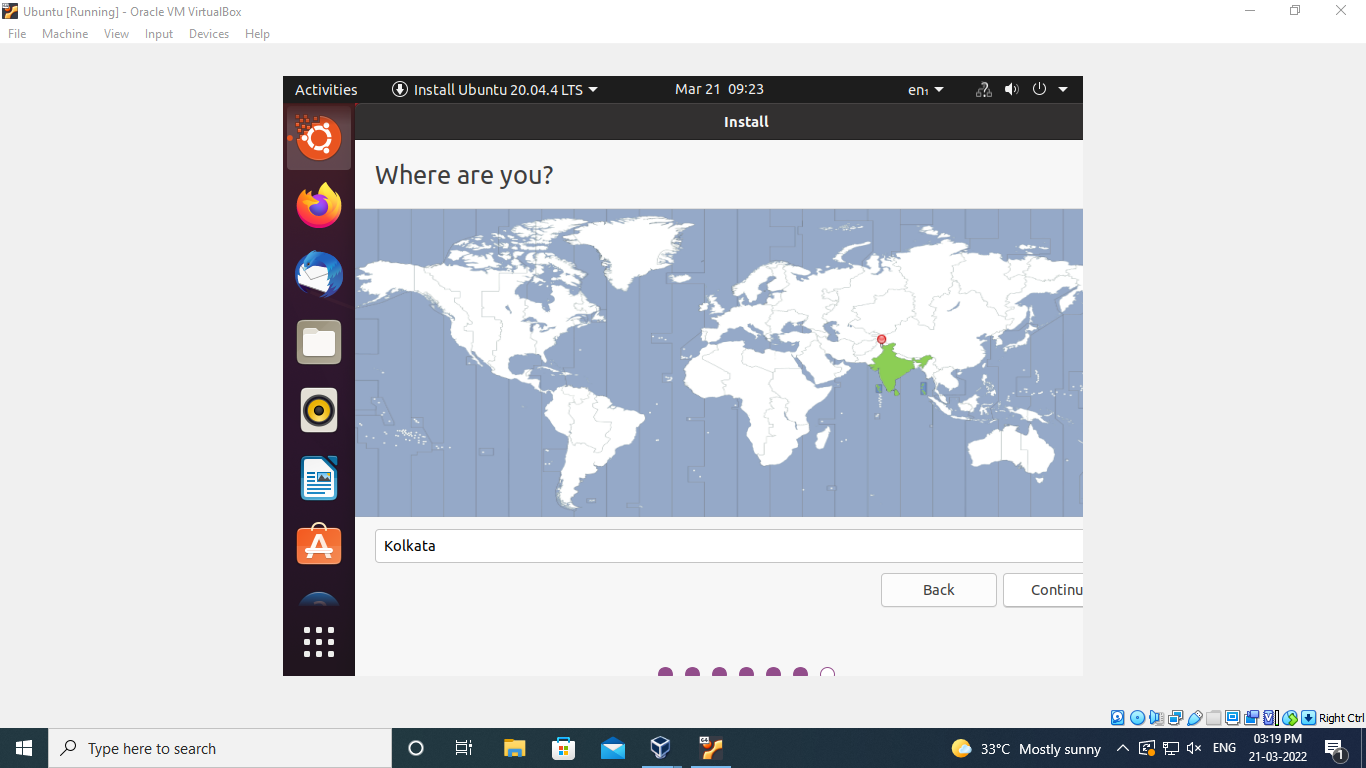 Ubuntu [Running] - Oracle VM VirtualBox
File Machine View Input Devices Help
Activities Install Ubuntu 20.04.4 LTS Mar 21 09:23 en₁
Install
Where are you?
Kolkata
Back Continu
Right Ctrl
Type here to search 33°C Mostly sunny ENG 03:19 PM
21-03-2022 1